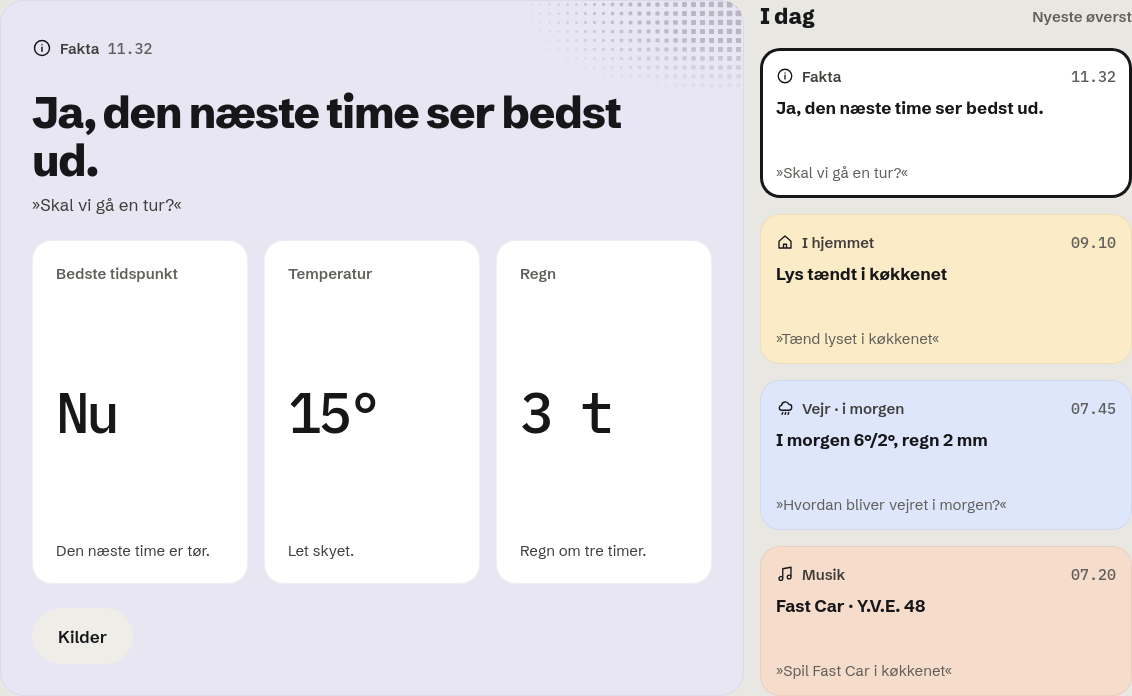 Fakta 11.32
Ja, den næste time ser bedst
ud.
»Skal vi gå en tur?«
Bedste tidspunkt
Nu
Den næste time er tør.
Temperatur
15°
Let skyet.
Regn
3 t
Regn om tre timer.
Kilder
I dag
Nyeste øverst
Fakta
11.32
Ja, den næste time ser bedst ud.
»Skal vi gå en tur?«
I hjemmet
09.10
Lys tændt i køkkenet
»Tænd lyset i køkkenet«
Vejr · i morgen
07.45
I morgen 6°/2°, regn 2 mm
»Hvordan bliver vejret i morgen?«
Musik
07.20
Fast Car · Y.V.E. 48
»Spil Fast Car i køkkenet«